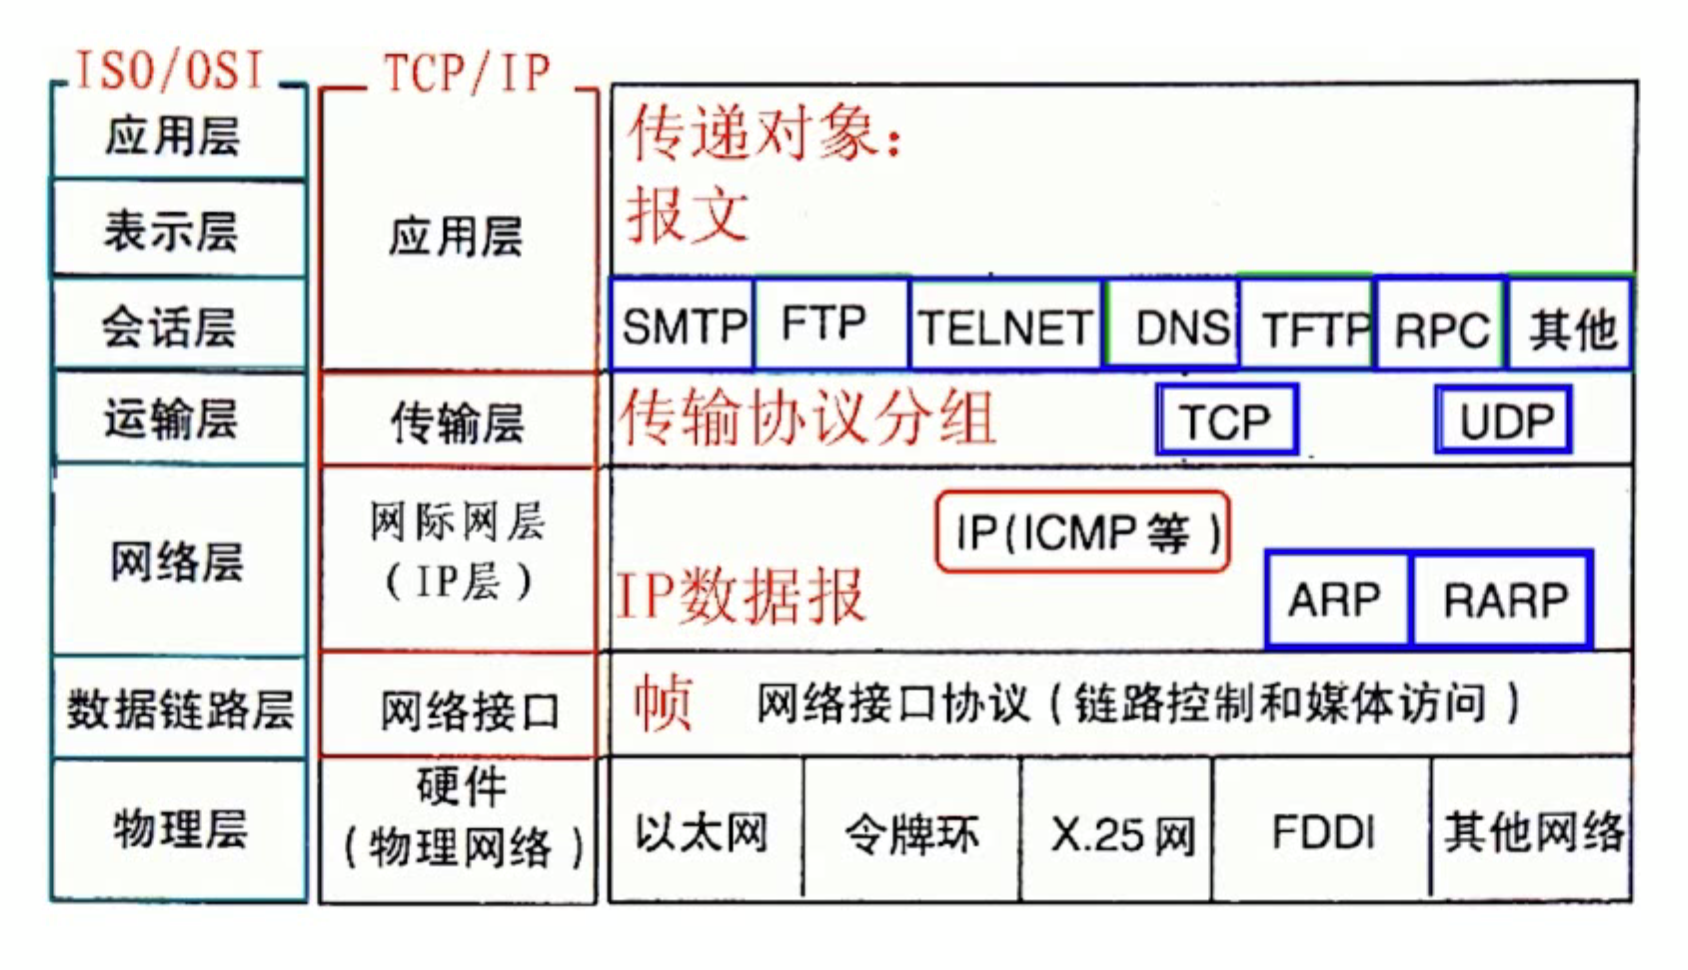 ISO/OSI
TCP/IP
应用层
表示层
会话层
运输层
网络层
数据链路层
物理层
应用层
传输层
网际网层
(IP层)
网络接口
硬件
(物理网络)
传递对象:
报文
SMTP FTP TELNET DNS TFTP RPC 其他
传输协议分组 TCP UDP
IP(ICMP等)
IP数据报 ARP RARP
帧 网络接口协议(链路控制和媒体访问)
以太网 令牌环 X.25网 FDDI 其他网络